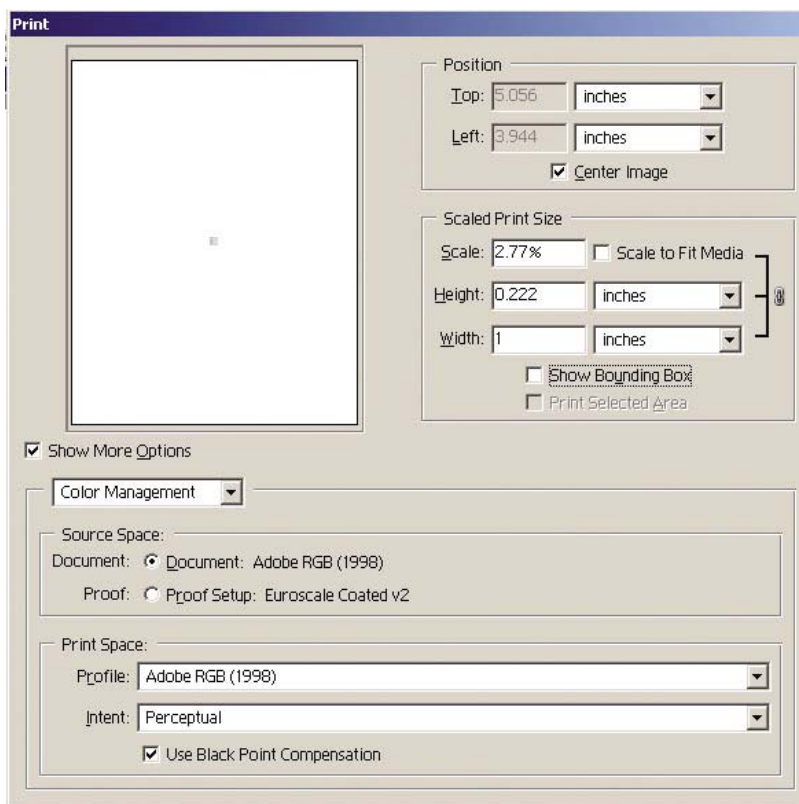 Print
Position
Top: 5.056 inches
Left: 3.944 inches
Center Image
Scaled Print Size
Scale: 2.77% Scale to Fit Media
Height: 0.222 inches
Width: 1 inches
Show Bounding Box
Print Selected Area
Show More Options
Color Management
Source Space:
Document: Document: Adobe RGB (1998)
Proof: Proof Setup: Euroscale Coated v2
Print Space:
Profile: Adobe RGB (1998)
Intent: Perceptual
Use Black Point Compensation